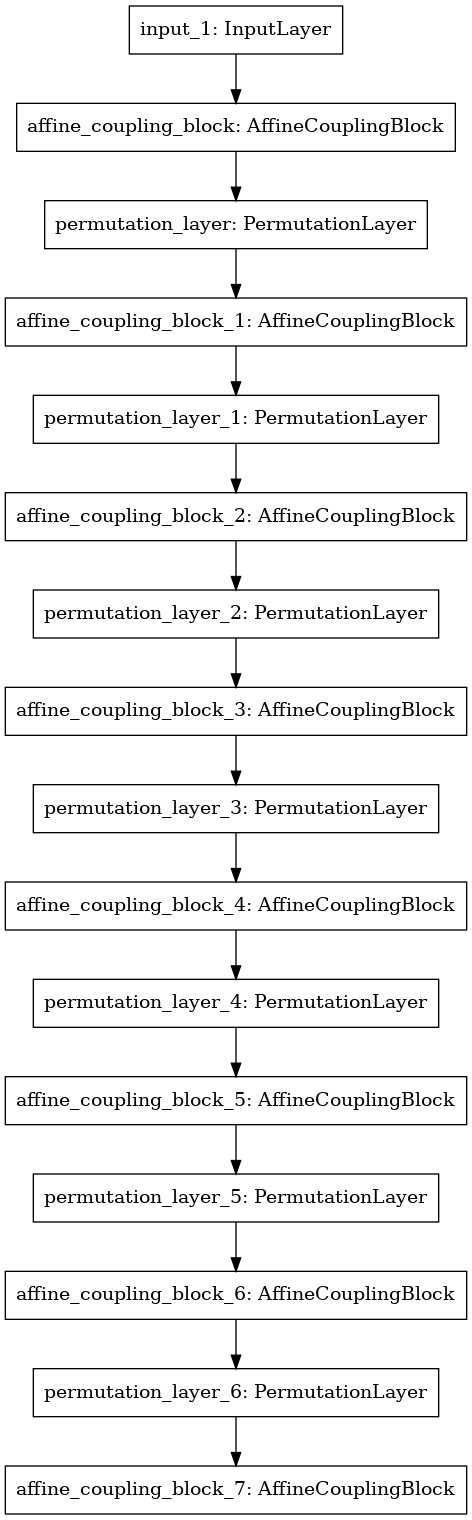 input_1: InputLayer
affine_coupling_block: AffineCouplingBlock
permutation_layer: PermutationLayer
affine_coupling_block_1: AffineCouplingBlock
permutation_layer_1: PermutationLayer
affine_coupling_block_2: AffineCouplingBlock
permutation_layer_2: PermutationLayer
affine_coupling_block_3: AffineCouplingBlock
permutation_layer_3: PermutationLayer
affine_coupling_block_4: AffineCouplingBlock
permutation_layer_4: PermutationLayer
affine_coupling_block_5: AffineCouplingBlock
permutation_layer_5: PermutationLayer
affine_coupling_block_6: AffineCouplingBlock
permutation_layer_6: PermutationLayer
affine_coupling_block_7: AffineCouplingBlock